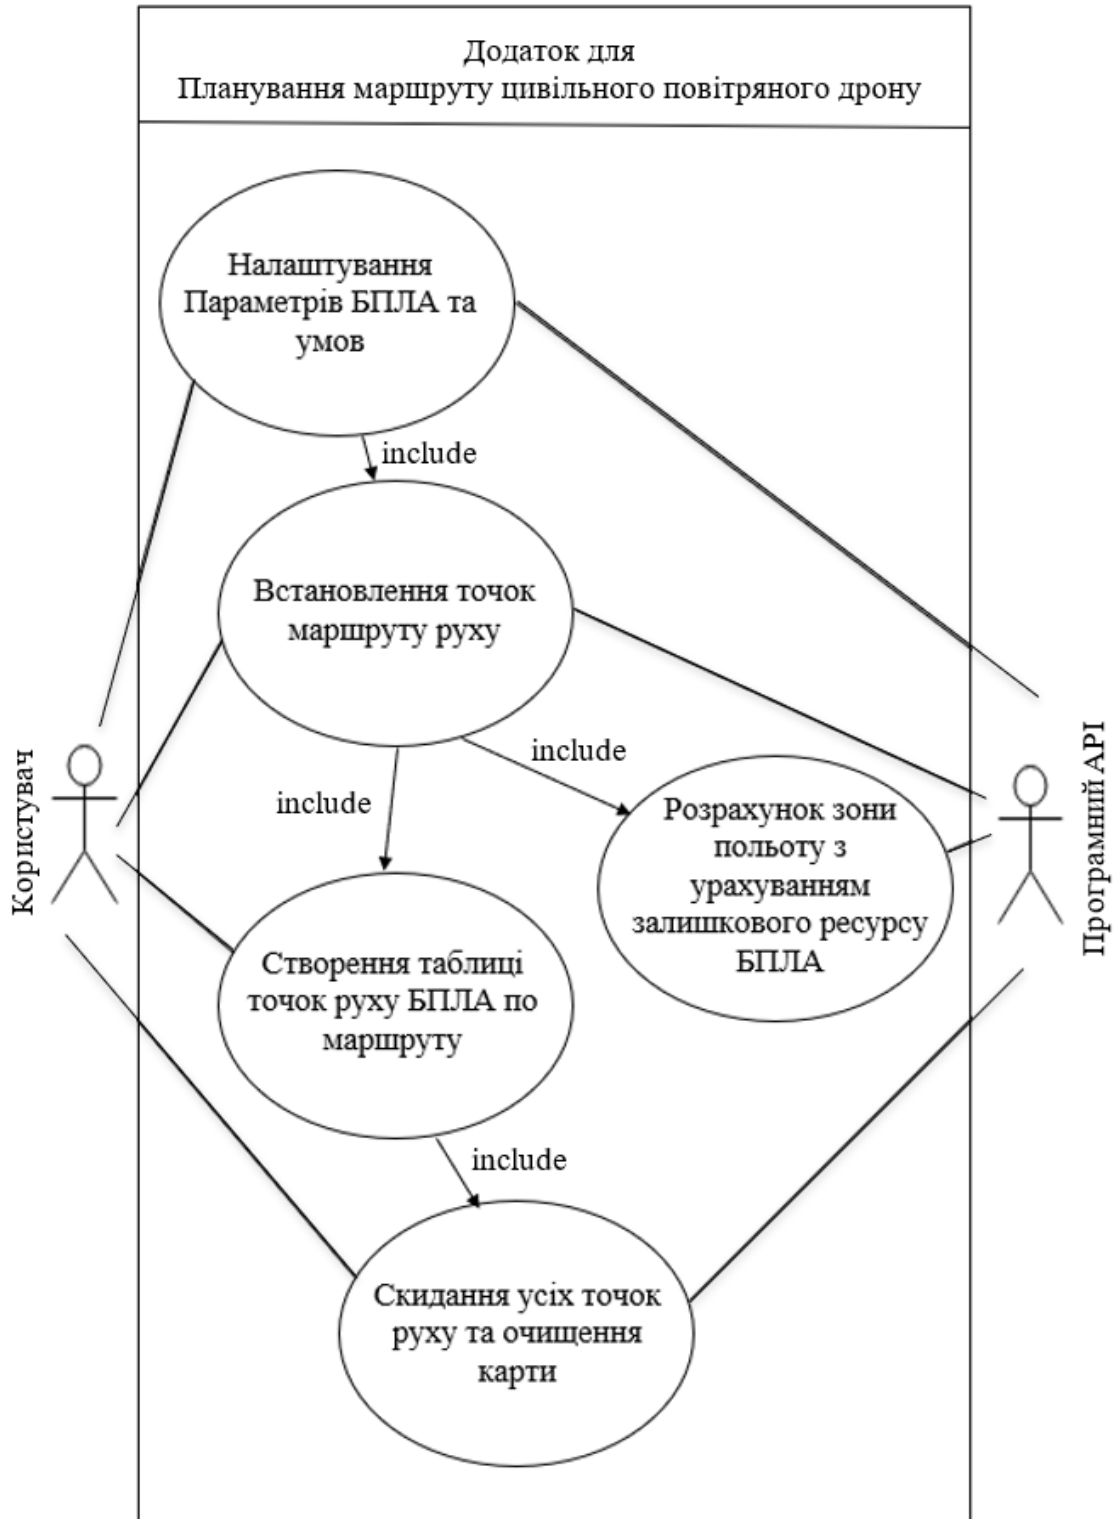 Додаток для
Планування маршруту цивільного повітряного дрону
Налаштування
Параметрів БПЛА та
умов
include
Встановлення точок
маршруту руху
include
include
Користувач
Програмний API
Розрахунок зони
польоту з
урахуванням
залишкового ресурсу
БПЛА
Створення таблиці
точок руху БПЛА по
маршруту
include
Скидання усіх точок
руху та очищення
карти